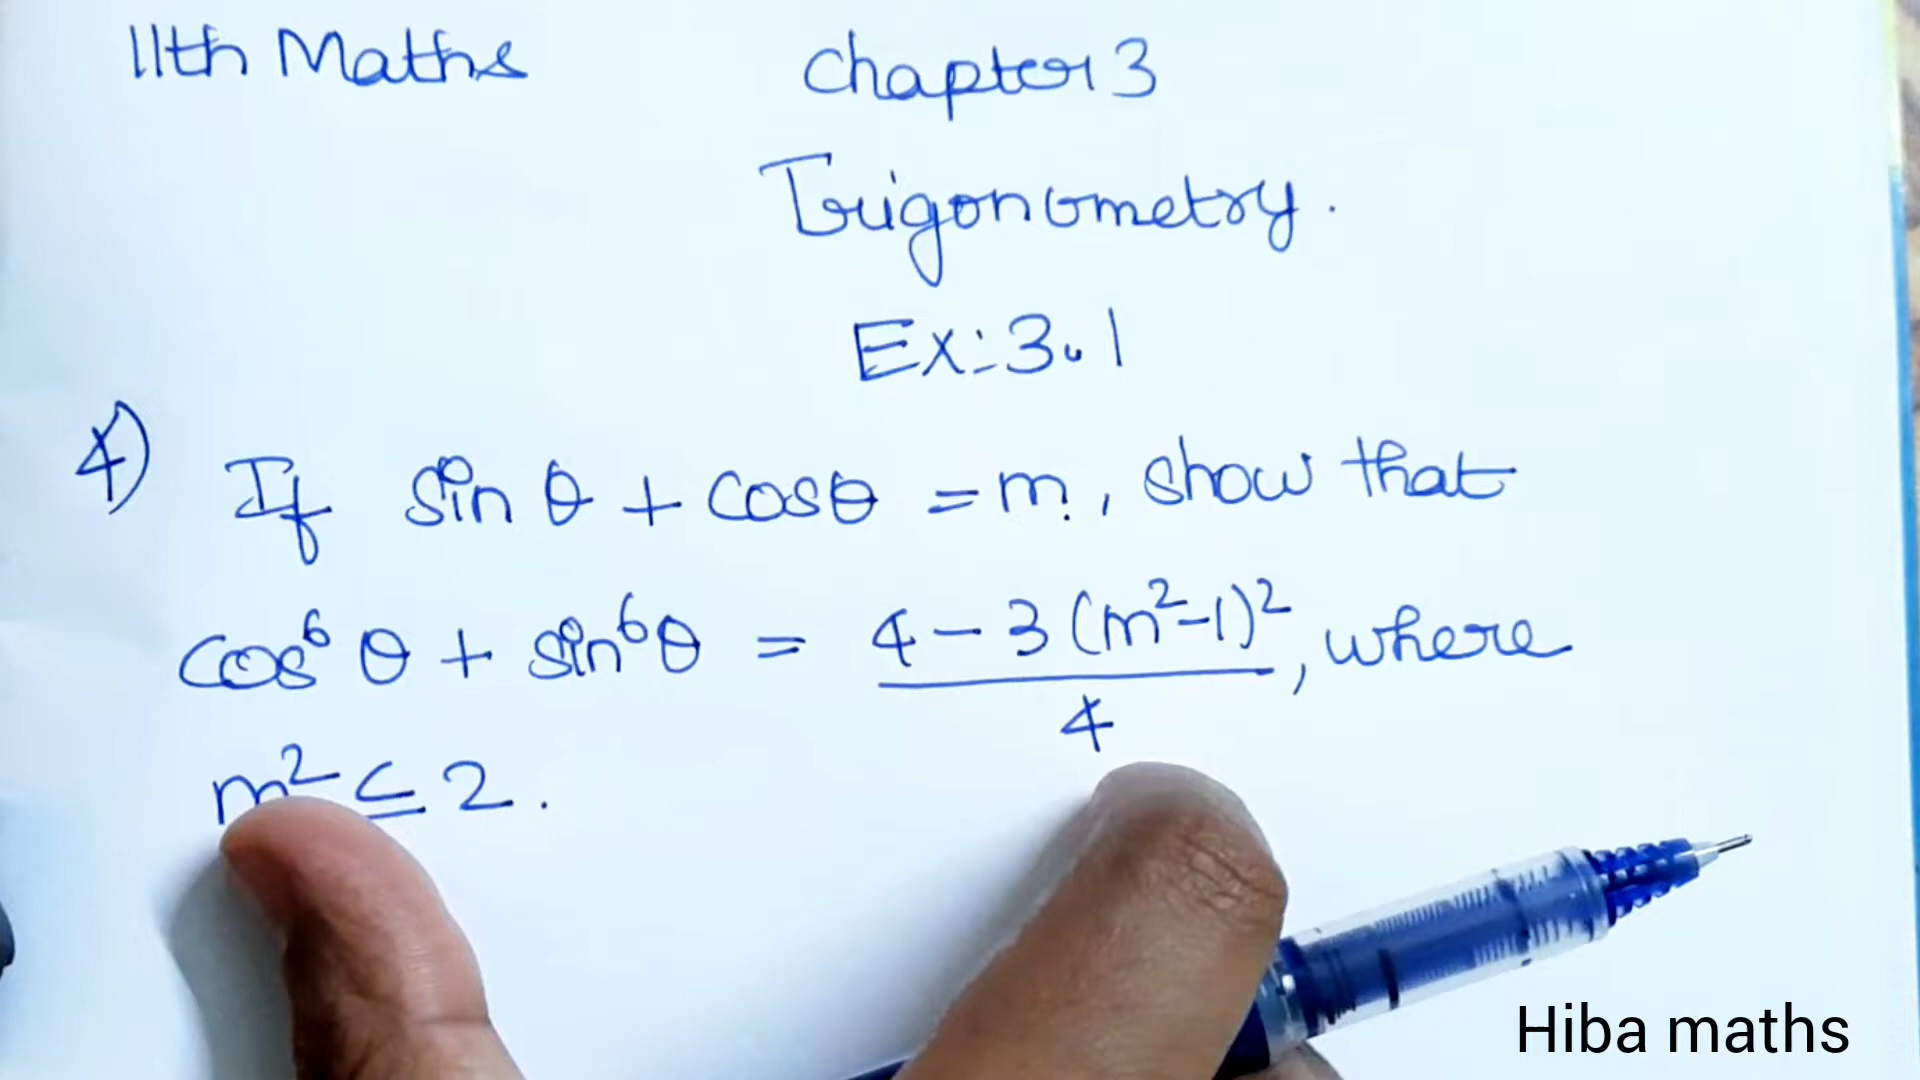 11th Maths Chapter 3
Trigonometry.
Ex: 3.1
4) If sin θ + cos θ = m, show that
cos⁶ θ + sin⁶ θ = 4 - 3 (m² - 1)² / 4, where
m² ≤ 2.
Hiba maths